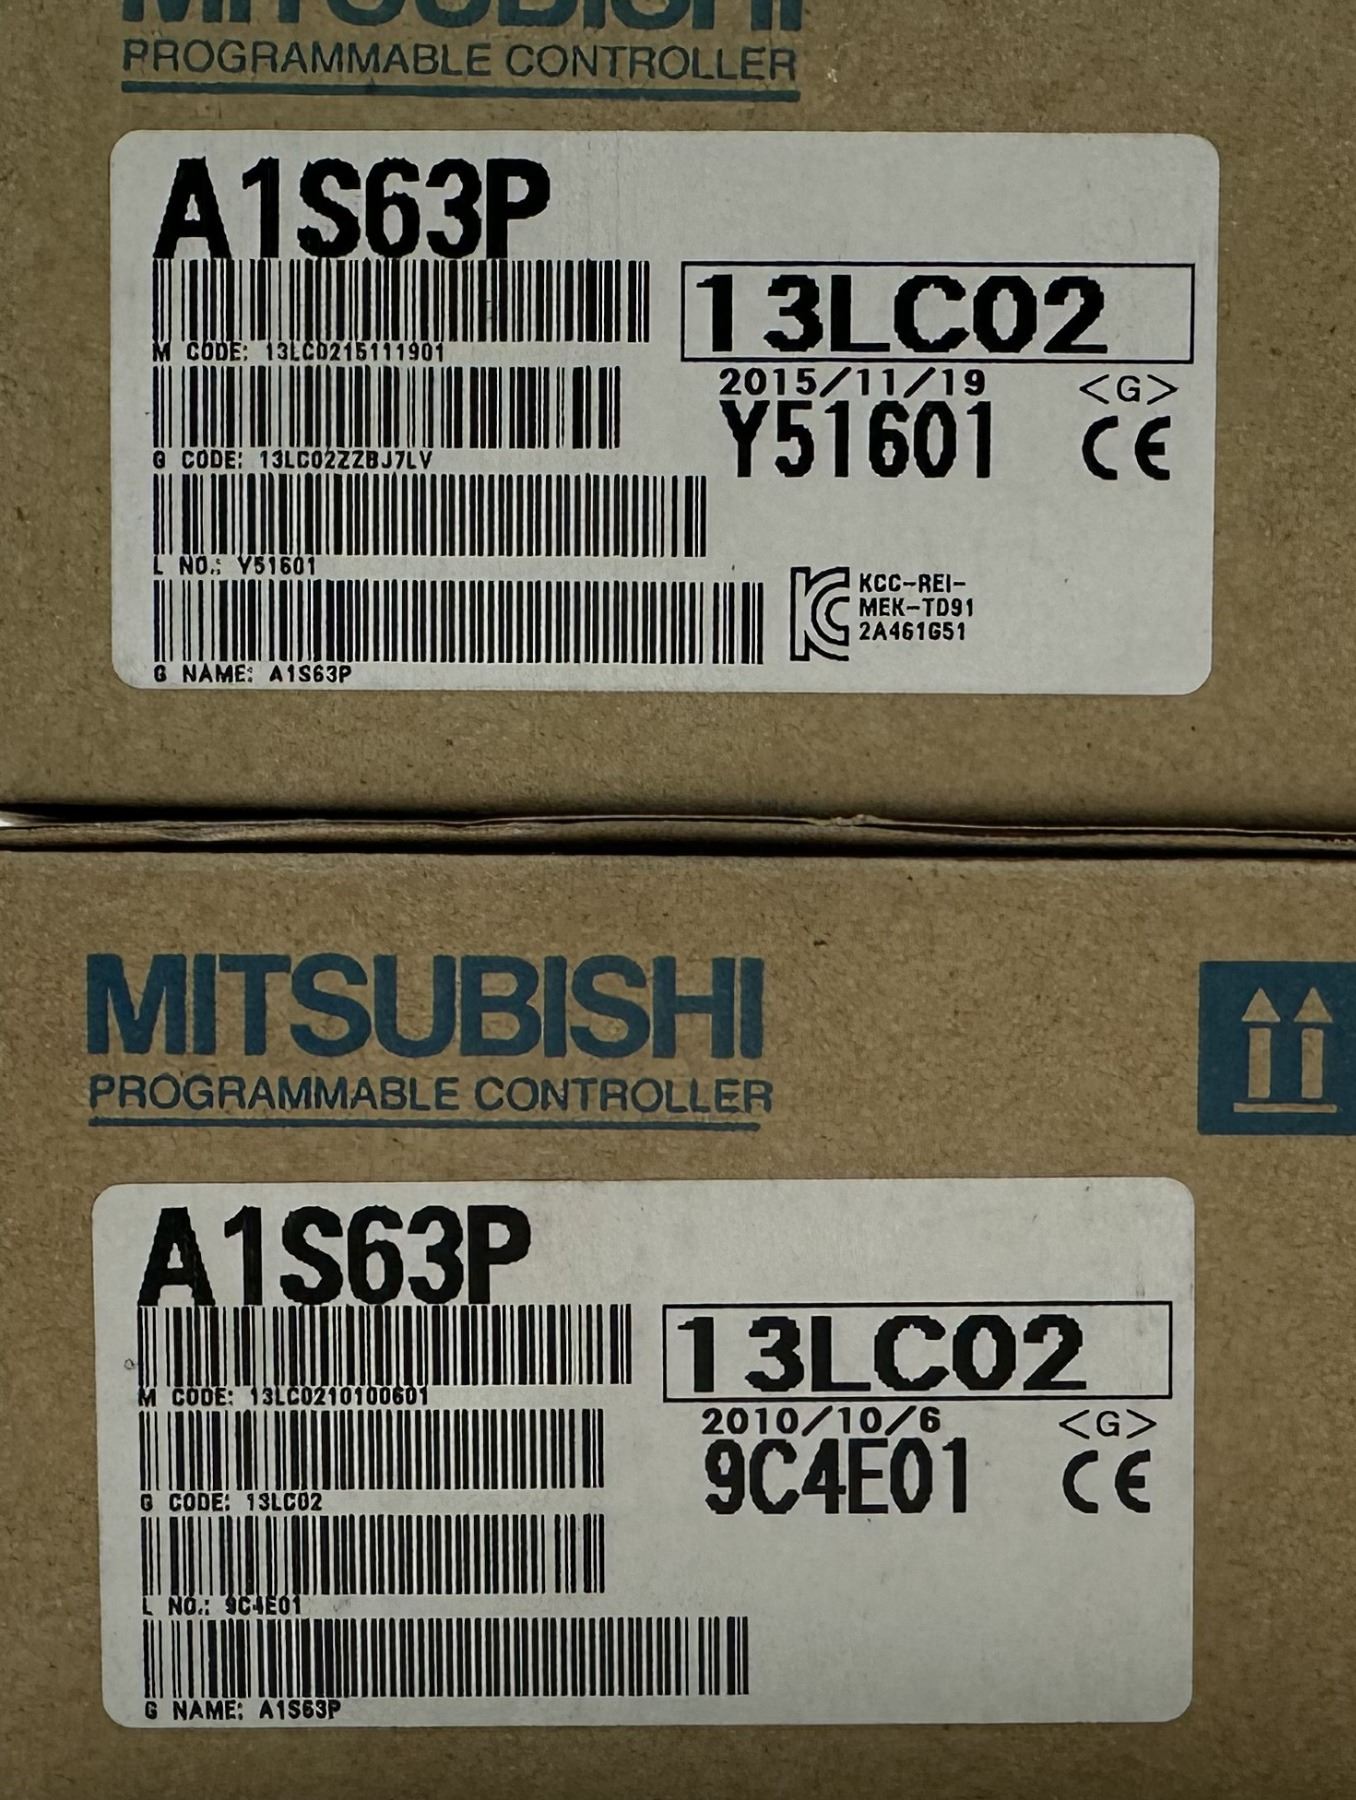 MITSUBISHI
PROGRAMMABLE CONTROLLER
A1S63P
13LC02
M CODE: 13LC0215111901
2015/11/19 <G>
Y51601 CE
G CODE: 13LC02ZZBJ7LV
L NO.: Y51601
KCC-REI-
MEK-TD91
2A461G51
G NAME: A1S63P
MITSUBISHI
PROGRAMMABLE CONTROLLER
A1S63P
13LC02
M CODE: 13LC0210100601
2010/10/6 <G>
9C4E01 CE
G CODE: 13LC02
L NO.: 9C4E01
G NAME: A1S63P